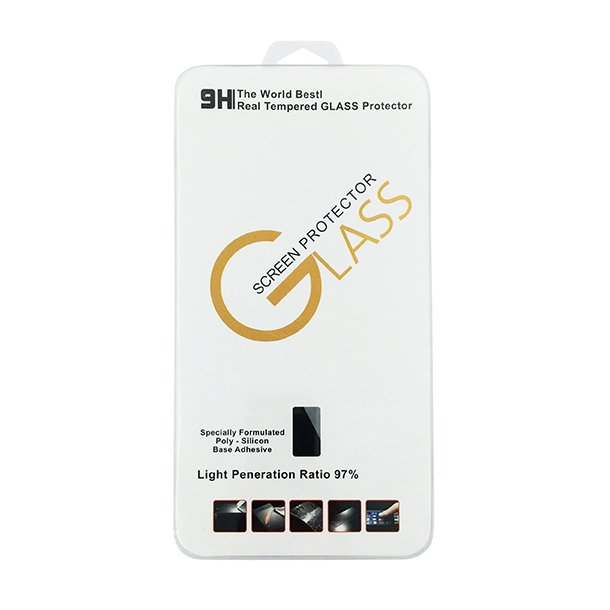 9H The World Bestl
Real Tempered GLASS Protector
SCREEN PROTECTOR
GLASS
Specially Formulated
Poly - Silicon
Base Adhesive
Light Peneration Ratio 97%